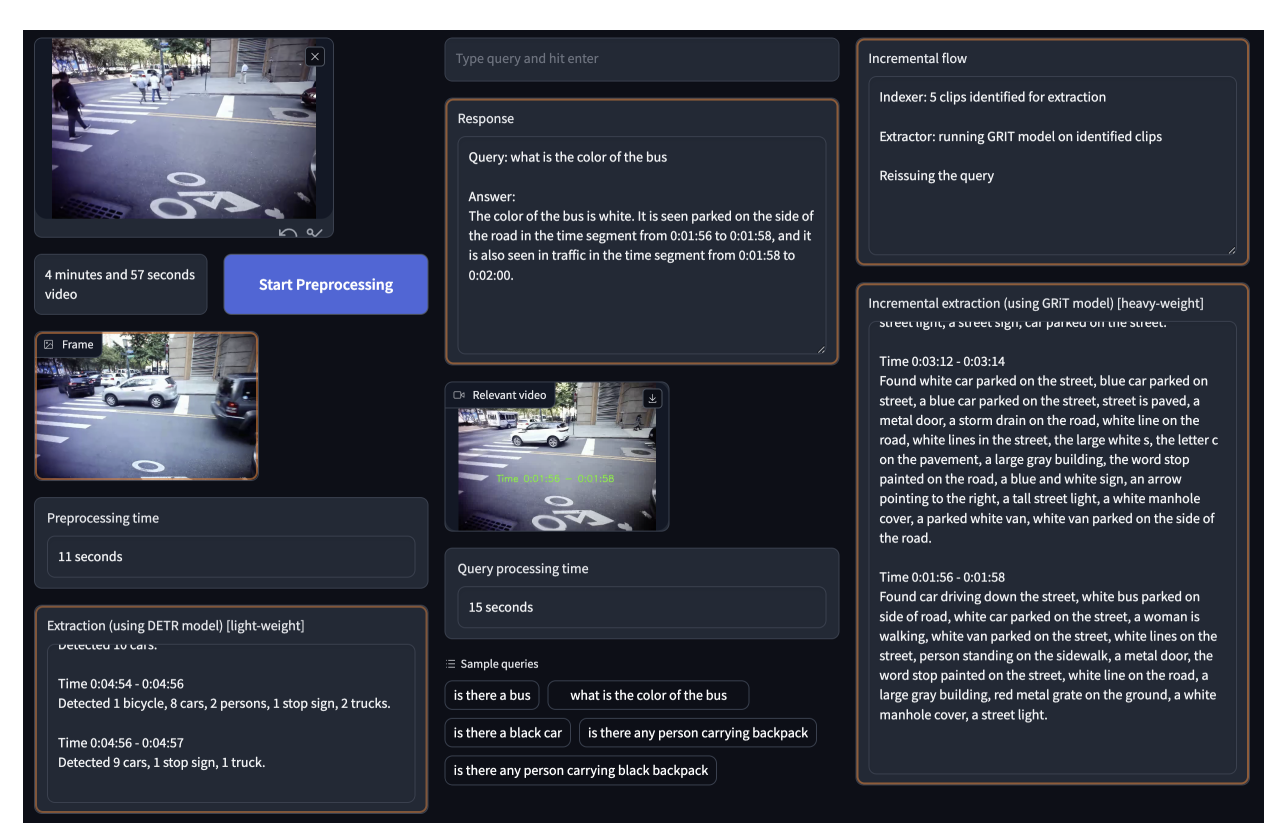 4 minutes and 57 seconds
video
Start Preprocessing
Frame
Preprocessing time
11 seconds
Extraction (using DETR model) [light-weight]
Detected 10 cars.
Time 0:04:54 - 0:04:56
Detected 1 bicycle, 8 cars, 2 persons, 1 stop sign, 2 trucks.
Time 0:04:56 - 0:04:57
Detected 9 cars, 1 stop sign, 1 truck.
Type query and hit enter
Response
Query: what is the color of the bus
Answer:
The color of the bus is white. It is seen parked on the side of
the road in the time segment from 0:01:56 to 0:01:58, and it
is also seen in traffic in the time segment from 0:01:58 to
0:02:00.
Relevant video
Time 0:01:56 - 0:01:58
Query processing time
15 seconds
Sample queries
is there a bus
what is the color of the bus
is there a black car
is there any person carrying backpack
is there any person carrying black backpack
Incremental flow
Indexer: 5 clips identified for extraction
Extractor: running GRIT model on identified clips
Reissuing the query
Incremental extraction (using GRiT model) [heavy-weight]
street light, a street sign, car parked on the street.
Time 0:03:12 - 0:03:14
Found white car parked on the street, blue car parked on
street, a blue car parked on the street, street is paved, a
metal door, a storm drain on the road, white line on the
road, white lines in the street, the large white s, the letter c
on the pavement, a large gray building, the word stop
painted on the road, a blue and white sign, an arrow
pointing to the right, a tall street light, a white manhole
cover, a parked white van, white van parked on the side of
the road.
Time 0:01:56 - 0:01:58
Found car driving down the street, white bus parked on
side of road, white car parked on the street, a woman is
walking, white van parked on the street, white lines on the
street, person standing on the sidewalk, a metal door, the
word stop painted on the street, white line on the road, a
large gray building, red metal grate on the ground, a white
manhole cover, a street light.